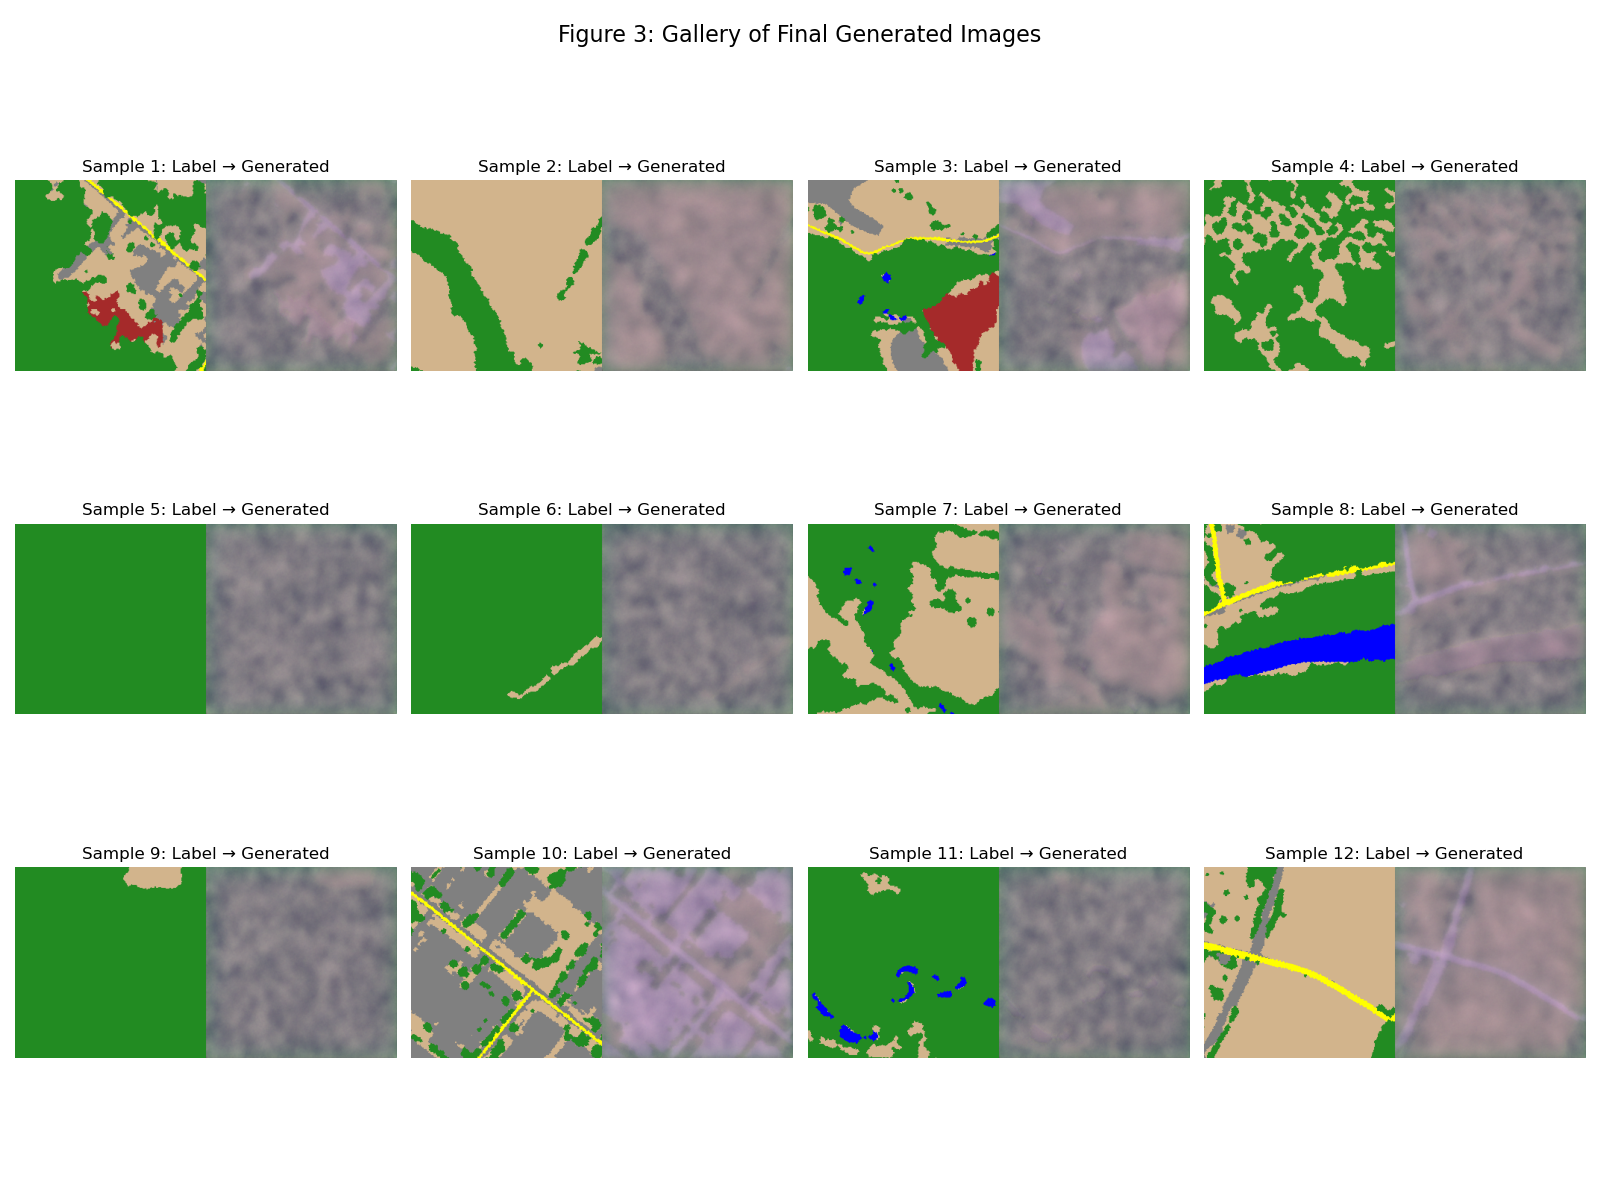 Figure 3: Gallery of Final Generated Images
Sample 1: Label → Generated
Sample 2: Label → Generated
Sample 3: Label → Generated
Sample 4: Label → Generated
Sample 5: Label → Generated
Sample 6: Label → Generated
Sample 7: Label → Generated
Sample 8: Label → Generated
Sample 9: Label → Generated
Sample 10: Label → Generated
Sample 11: Label → Generated
Sample 12: Label → Generated